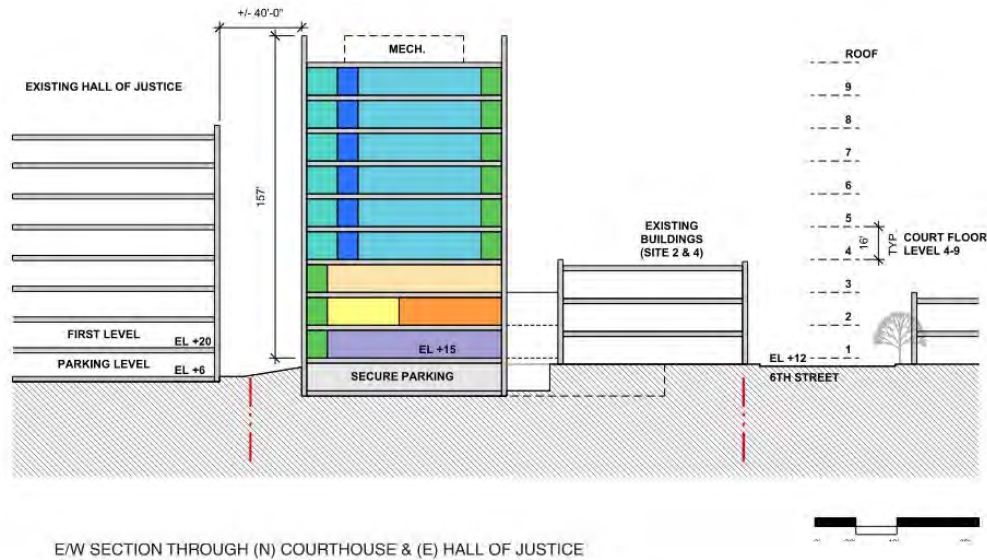 +/- 40'-0"
MECH.
ROOF
EXISTING HALL OF JUSTICE
9
8
7
6
157'
5
EXISTING
BUILDINGS
(SITE 2 & 4)
16'
TYP.
COURT FLOOR
LEVEL 4-9
4
3
2
FIRST LEVEL
EL +20
EL +15
1
PARKING LEVEL
EL +6
SECURE PARKING
EL +12
6TH STREET
E/W SECTION THROUGH (N) COURTHOUSE & (E) HALL OF JUSTICE